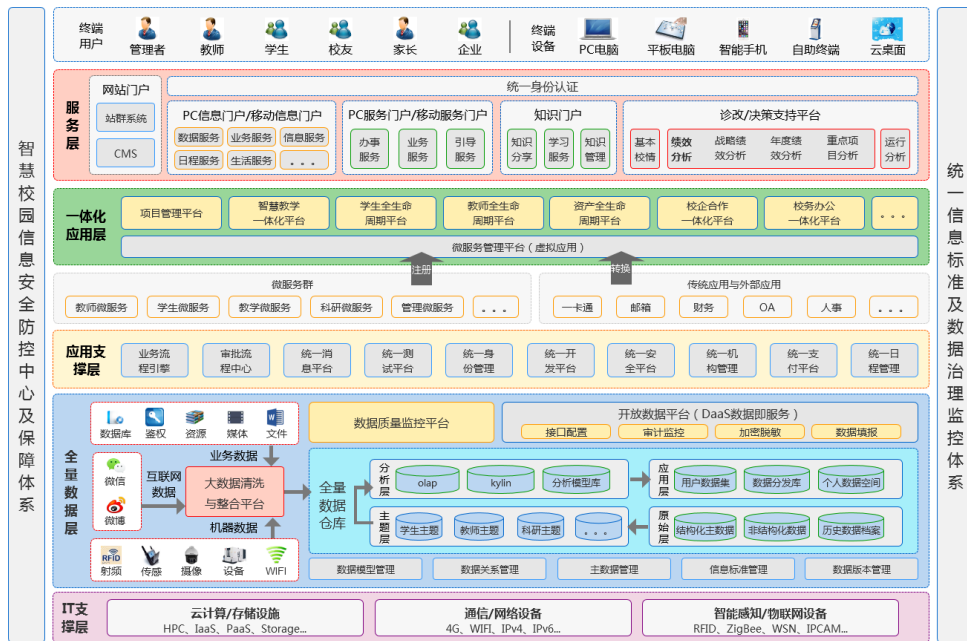 智慧校园信息安全防控中心及保障体系
终端
用户
管理者
教师
学生
校友
家长
企业
终端
设备
PC电脑
平板电脑
智能手机
自助终端
云桌面
服务层
网站门户
站群系统
CMS
统一身份认证
PC信息门户/移动信息门户
数据服务
业务服务
信息服务
日程服务
生活服务
...
PC服务门户/移动服务门户
办事
服务
业务
服务
引导
服务
知识门户
知识
分享
学习
服务
知识
管理
诊改/决策支持平台
基本
校情
绩效
分析
战略绩
效分析
年度绩
效分析
重点项
目分析
运行
分析
一体化
应用层
项目管理平台
智慧教学
一体化平台
学生全生命
周期平台
教师全生命
周期平台
资产全生命
周期平台
校企合作
一体化平台
校务办公
一体化平台
...
微服务管理平台（虚拟应用）
注册
转换
微服务群
教师微服务
学生微服务
教学微服务
科研微服务
管理微服务
...
传统应用与外部应用
一卡通
邮箱
财务
OA
人事
...
应用支
撑层
业务流
程引擎
审批流
程中心
统一消
息平台
统一测
试平台
统一身
份管理
统一开
发平台
统一安
全平台
统一机
构管理
统一支
付平台
统一日
程管理
全量数据层
数据库
鉴权
资源
媒体
文件
业务数据
微信
微博
互联网
数据
大数据清洗
与整合平台
机器数据
RFID
射频
传感
摄像
设备
WIFI
数据质量监控平台
开放数据平台（DaaS数据即服务）
接口配置
审计监控
加密脱敏
数据填报
全量
数据
仓库
分析层
olap
kylin
分析模型库
应用层
用户数据集
数据分发库
个人数据空间
主题层
学生主题
教师主题
科研主题
...
原始层
结构化主数据
非结构化数据
历史数据档案
数据模型管理
数据关系管理
主数据管理
信息标准管理
数据版本管理
IT支
撑层
云计算/存储设施
HPC、IaaS、PaaS、Storage...
通信/网络设备
4G、WIFI、IPv4、IPv6...
智能感知/物联网设备
RFID、ZigBee、WSN、IPCAM...
统一信息标准及数据治理监控体系